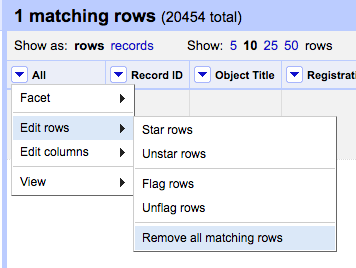 1 matching rows (20454 total)
Show as: rows records Show: 5 10 25 50 rows
All Record ID Object Title Registrati
Facet
Edit rows
Edit columns
View
Star rows
Unstar rows
Flag rows
Unflag rows
Remove all matching rows